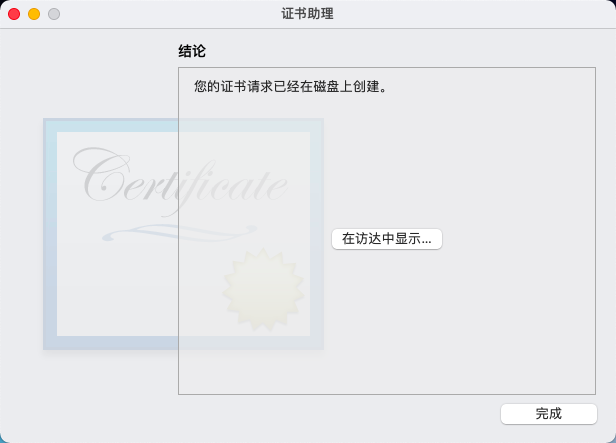 证书助理
结论
您的证书请求已经在磁盘上创建。
Certificate
在访达中显示...
完成